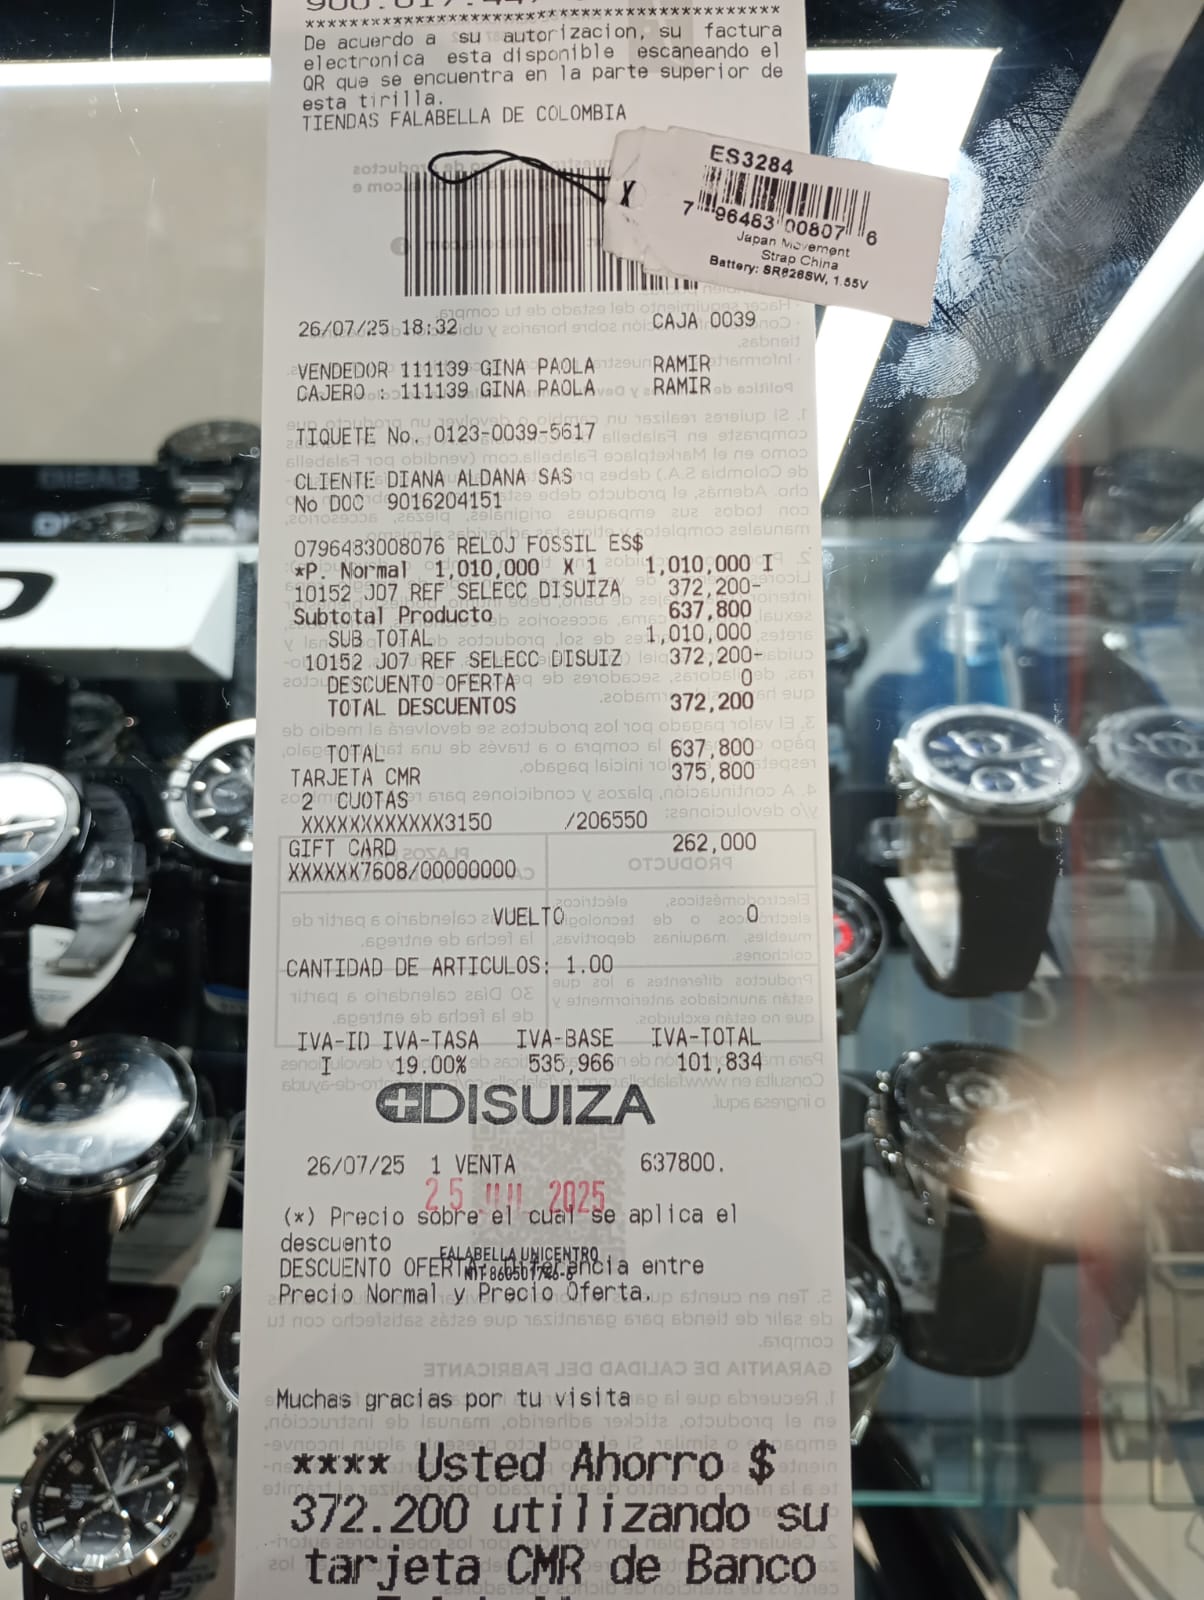 ****************************************
De acuerdo a su autorizacion, su factura
electronica esta disponible escaneando el
QR que se encuentra en la parte superior de
esta tirilla.
TIENDAS FALABELLA DE COLOMBIA
ES3284
7 96483 00807 6
Japan Movement
Strap China
Battery: SR626SW, 1.55V
26/07/25 18:32 CAJA 0039
VENDEDOR 111139 GINA PAOLA RAMIR
CAJERO : 111139 GINA PAOLA RAMIR
TIQUETE No. 0123-0039-5617
CLIENTE DIANA ALDANA SAS
No DOC 9016204151
0796483008076 RELOJ FOSSIL ES$
*P. Normal 1,010,000 X 1 1,010,000 I
10152 J07 REF SELECC DISUIZA 372,200-
Subtotal Producto 637,800
SUB TOTAL 1,010,000
10152 J07 REF SELECC DISUIZ 372,200-
DESCUENTO OFERTA 0
TOTAL DESCUENTOS 372,200
TOTAL 637,800
TARJETA CMR 375,800
2 CUOTAS
XXXXXXXXXXXX3150 /206550
GIFT CARD 262,000
XXXXXX7608/00000000
VUELTO 0
CANTIDAD DE ARTICULOS: 1.00
IVA-ID IVA-TASA IVA-BASE IVA-TOTAL
I 19.00% 535,966 101,834
DISUIZA
26/07/25 1 VENTA 637800.
25 JUL 2025
(*) Precio sobre el cual se aplica el
descuento
FALABELLA UNICENTRO
DESCUENTO OFERTA: Diferencia entre
Precio Normal y Precio Oferta.
Muchas gracias por tu visita
**** Usted Ahorro $
372.200 utilizando su
tarjeta CMR de Banco